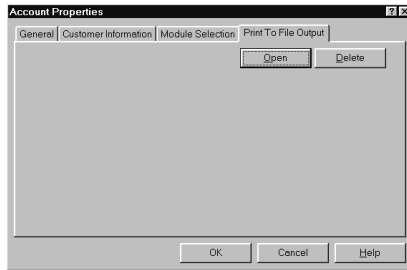 Account Properties
General Customer Information Module Selection Print To File Output
Open Delete
OK Cancel Help